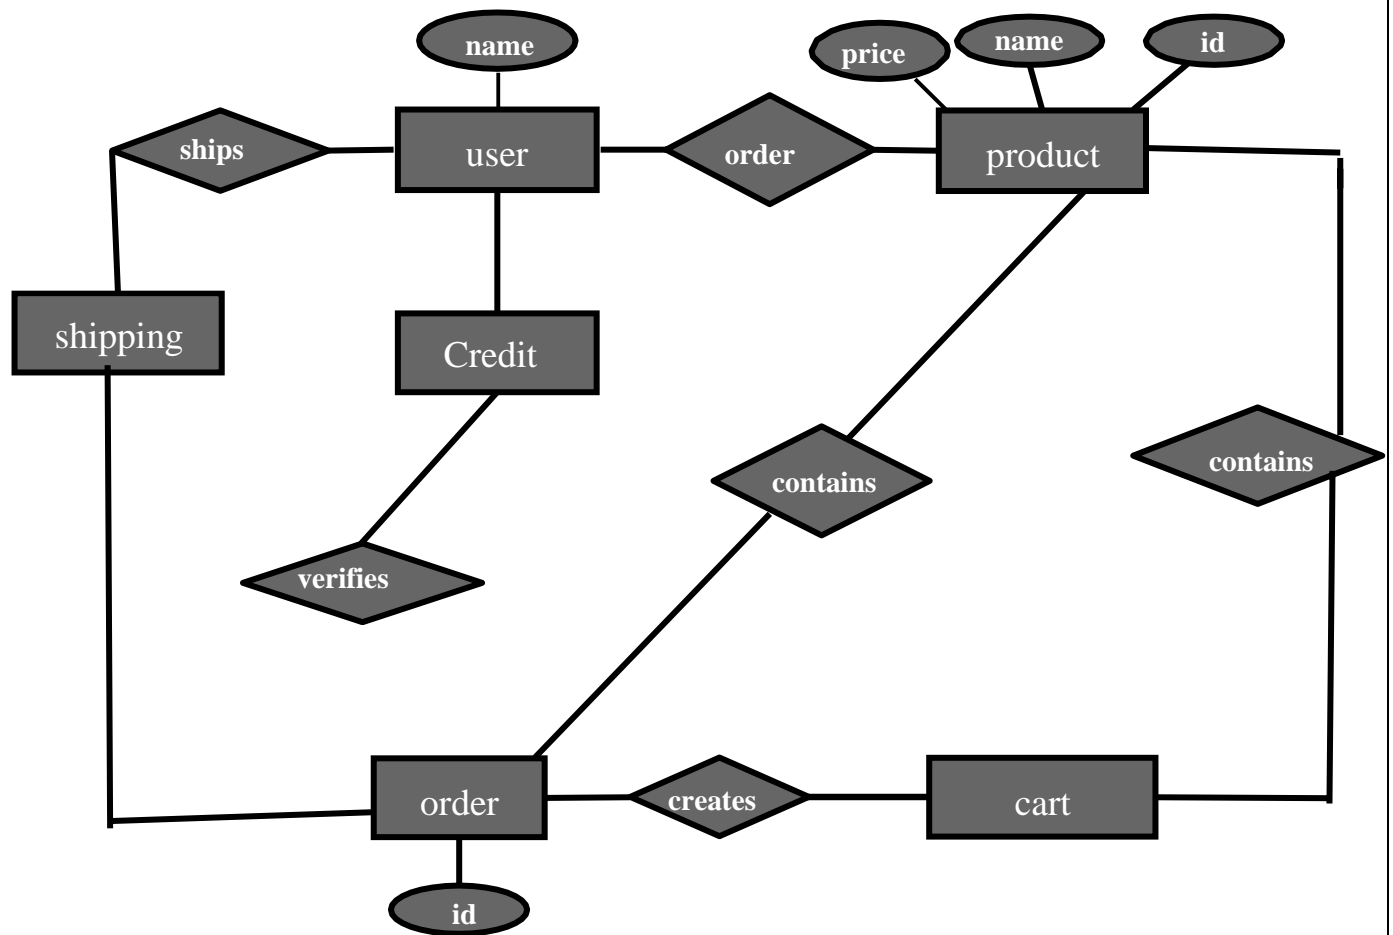 name
price
name
id
ships
user
order
product
shipping
Credit
contains
contains
verifies
order
creates
cart
id